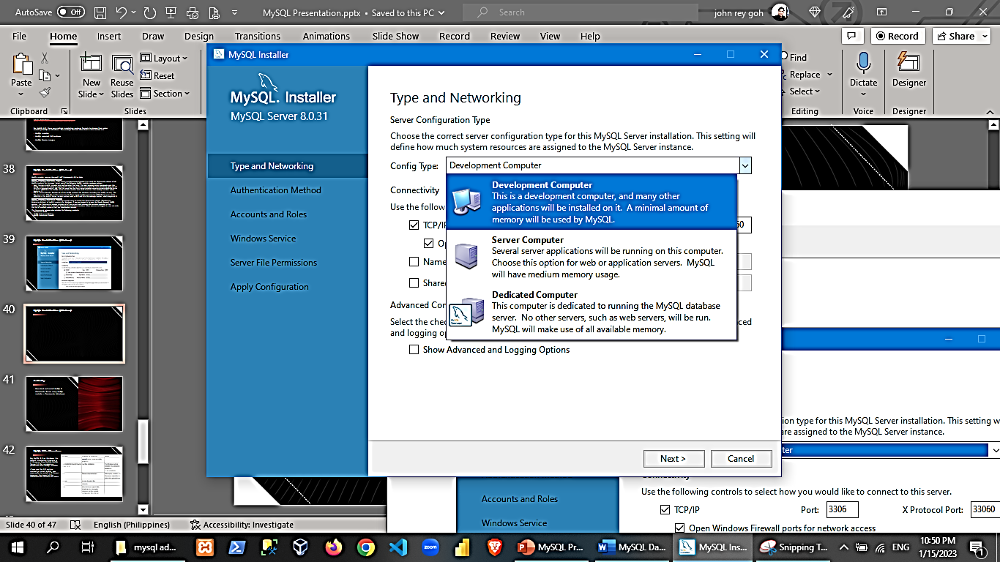 AutoSave Off MySQL Presentation.pptx • Saved to this PC Search john rey goh
File Home Insert Draw Design Transitions Animations Slide Show Record Review View Help Record Share
Paste New Slide Reuse Slides Layout Reset Section Find Replace Select Dictate Designer
Clipboard Slides Editing Voice Designer
MySQL Installer
MySQL. Installer
MySQL Server 8.0.31
Type and Networking
Authentication Method
Accounts and Roles
Windows Service
Server File Permissions
Apply Configuration
Type and Networking
Server Configuration Type
Choose the correct server configuration type for this MySQL Server installation. This setting will
define how much system resources are assigned to the MySQL Server instance.
Config Type: Development Computer
Development Computer
This is a development computer, and many other
applications will be installed on it. A minimal amount of
memory will be used by MySQL.
Server Computer
Several server applications will be running on this computer.
Choose this option for web or application servers. MySQL
will have medium memory usage.
Dedicated Computer
This computer is dedicated to running the MySQL database
server. No other servers, such as web servers, will be run.
MySQL will make use of all available memory.
Connectivity
Use the follow
TCP/IP
Op
Name
Share
Advanced Con
Select the che
and logging o
Show Advanced and Logging Options
Next > Cancel
38
39
40
41
42
ion type for this MySQL Server installation. This setting w
are assigned to the MySQL Server instance.
ter
Use the following controls to select how you would like to connect to this server.
TCP/IP Port: 3306 X Protocol Port: 33060
Open Windows Firewall ports for network access
Accounts and Roles
Windows Service
Slide 40 of 47 English (Philippines) Accessibility: Investigate
mysql ad... zoom MySQL Pr... MySQL Da... MySQL Ins... Snipping T... ENG 10:50 PM
1/15/2023 1